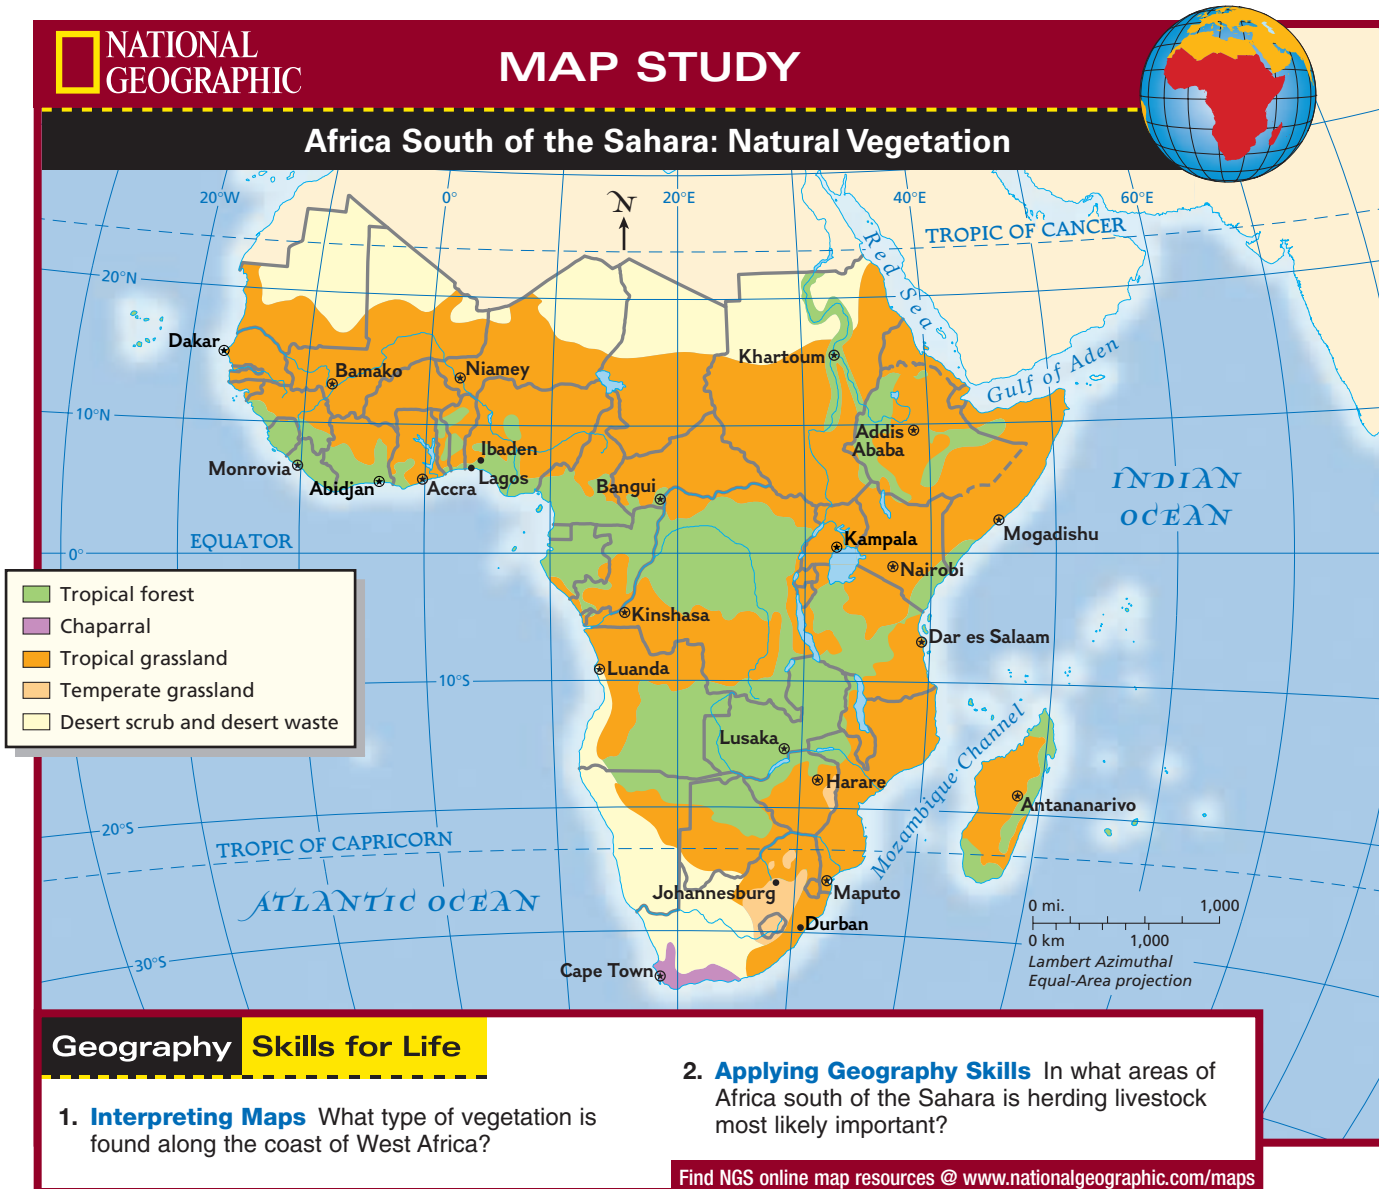 NATIONAL
GEOGRAPHIC
MAP STUDY
Africa South of the Sahara: Natural Vegetation
20°W
0°
N
20°E
40°E
60°E
TROPIC OF CANCER
Red Sea
20°N
Dakar
Bamako
Niamey
Khartoum
Gulf of Aden
10°N
Addis
Ababa
Ibaden
Monrovia
Lagos
Abidjan
Accra
Bangui
INDIAN
OCEAN
Mogadishu
EQUATOR
Kampala
0°
Nairobi
Tropical forest
Chaparral
Tropical grassland
Temperate grassland
Desert scrub and desert waste
Kinshasa
Dar es Salaam
Luanda
10°S
Lusaka
Mozambique Channel
Harare
Antananarivo
20°S
TROPIC OF CAPRICORN
Johannesburg
Maputo
ATLANTIC OCEAN
Durban
0 mi. 1,000
0 km 1,000
Lambert Azimuthal
Equal-Area projection
30°S
Cape Town
Geography Skills for Life
1. Interpreting Maps What type of vegetation is
found along the coast of West Africa?
2. Applying Geography Skills In what areas of
Africa south of the Sahara is herding livestock
most likely important?
Find NGS online map resources @ www.nationalgeographic.com/maps